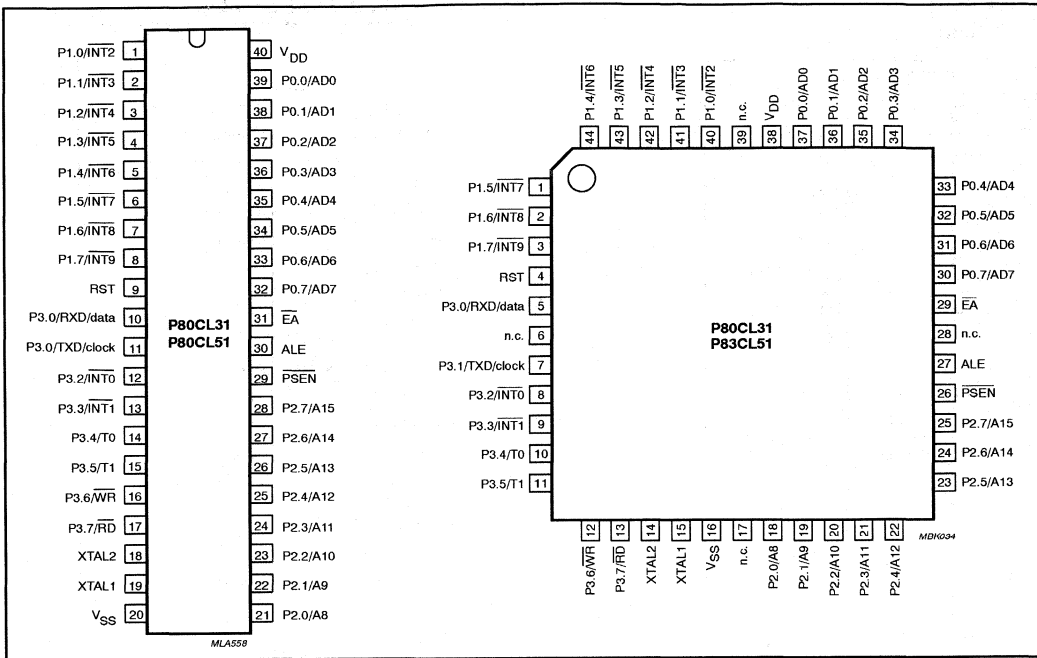 P1.0/INT2 1
P1.1/INT3 2
P1.2/INT4 3
P1.3/INT5 4
P1.4/INT6 5
P1.5/INT7 6
P1.6/INT8 7
P1.7/INT9 8
RST 9
P3.0/RXD/data 10
P3.0/TXD/clock 11
P3.2/INT0 12
P3.3/INT1 13
P3.4/T0 14
P3.5/T1 15
P3.6/WR 16
P3.7/RD 17
XTAL2 18
XTAL1 19
VSS 20
P80CL31
P80CL51
40 VDD
39 P0.0/AD0
38 P0.1/AD1
37 P0.2/AD2
36 P0.3/AD3
35 P0.4/AD4
34 P0.5/AD5
33 P0.6/AD6
32 P0.7/AD7
31 EA
30 ALE
29 PSEN
28 P2.7/A15
27 P2.6/A14
26 P2.5/A13
25 P2.4/A12
24 P2.3/A11
23 P2.2/A10
22 P2.1/A9
21 P2.0/A8
MLA558
44 P1.4/INT6
43 P1.3/INT5
42 P1.2/INT4
41 P1.1/INT3
40 P1.0/INT2
39 n.c.
38 VDD
37 P0.0/AD0
36 P0.1/AD1
35 P0.2/AD2
34 P0.3/AD3
P1.5/INT7 1
P1.6/INT8 2
P1.7/INT9 3
RST 4
P3.0/RXD/data 5
n.c. 6
P3.1/TXD/clock 7
P3.2/INT0 8
P3.3/INT1 9
P3.4/T0 10
P3.5/T1 11
P80CL31
P83CL51
33 P0.4/AD4
32 P0.5/AD5
31 P0.6/AD6
30 P0.7/AD7
29 EA
28 n.c.
27 ALE
26 PSEN
25 P2.7/A15
24 P2.6/A14
23 P2.5/A13
P3.6/WR 12
P3.7/RD 13
XTAL2 14
XTAL1 15
VSS 16
n.c. 17
P2.0/A8 18
P2.1/A9 19
P2.2/A10 20
P2.3/A11 21
P2.4/A12 22
MBK034